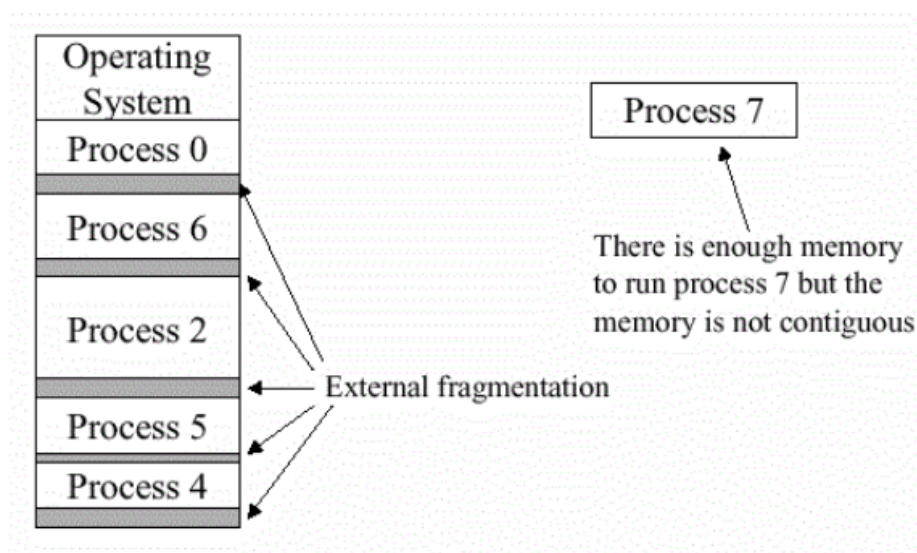 Operating
System
Process 0
Process 6
Process 2
Process 5
Process 4
Process 7
There is enough memory
to run process 7 but the
memory is not contiguous
External fragmentation